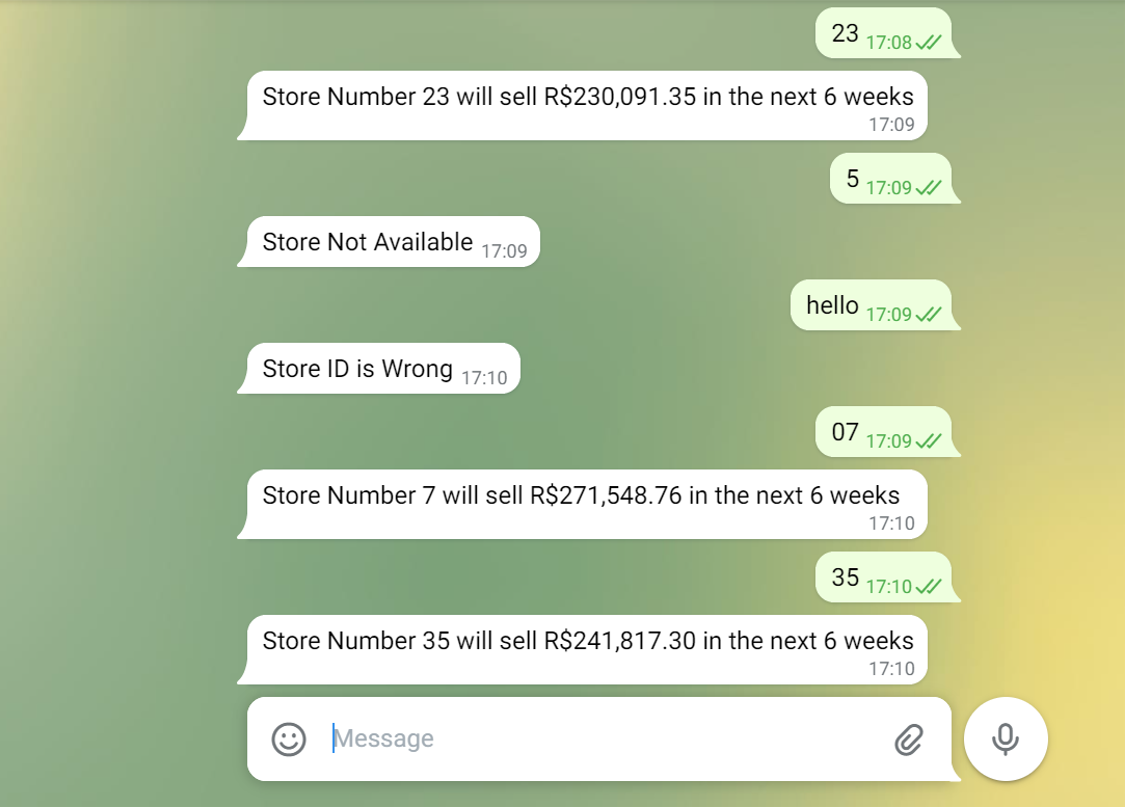 23 17:08
Store Number 23 will sell R$230,091.35 in the next 6 weeks
17:09
5 17:09
Store Not Available 17:09
hello 17:09
Store ID is Wrong 17:10
07 17:09
Store Number 7 will sell R$271,548.76 in the next 6 weeks
17:10
35 17:10
Store Number 35 will sell R$241,817.30 in the next 6 weeks
17:10
Message